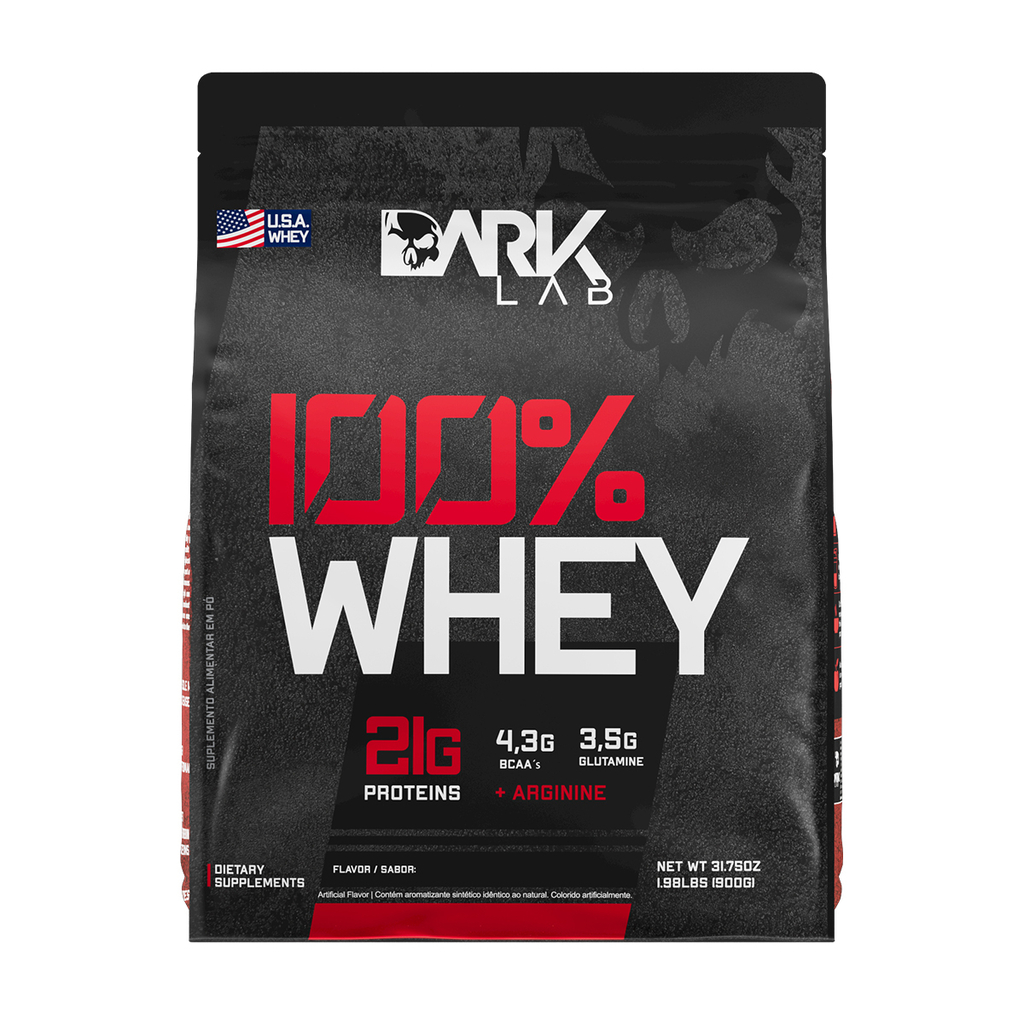 U.S.A.
WHEY
DARK
LAB
100%
WHEY
SUPLEMENTO ALIMENTAR EM PÓ
21G
PROTEINS
4,3G
BCAA´s
3,5G
GLUTAMINE
+ ARGININE
DIETARY
SUPPLEMENTS
FLAVOR / SABOR:
Artificial Flavor | Contém aromatizante sintético idêntico ao natural. Colorido artificialmente.
NET WT 31.75OZ
1.98LBS (900G)